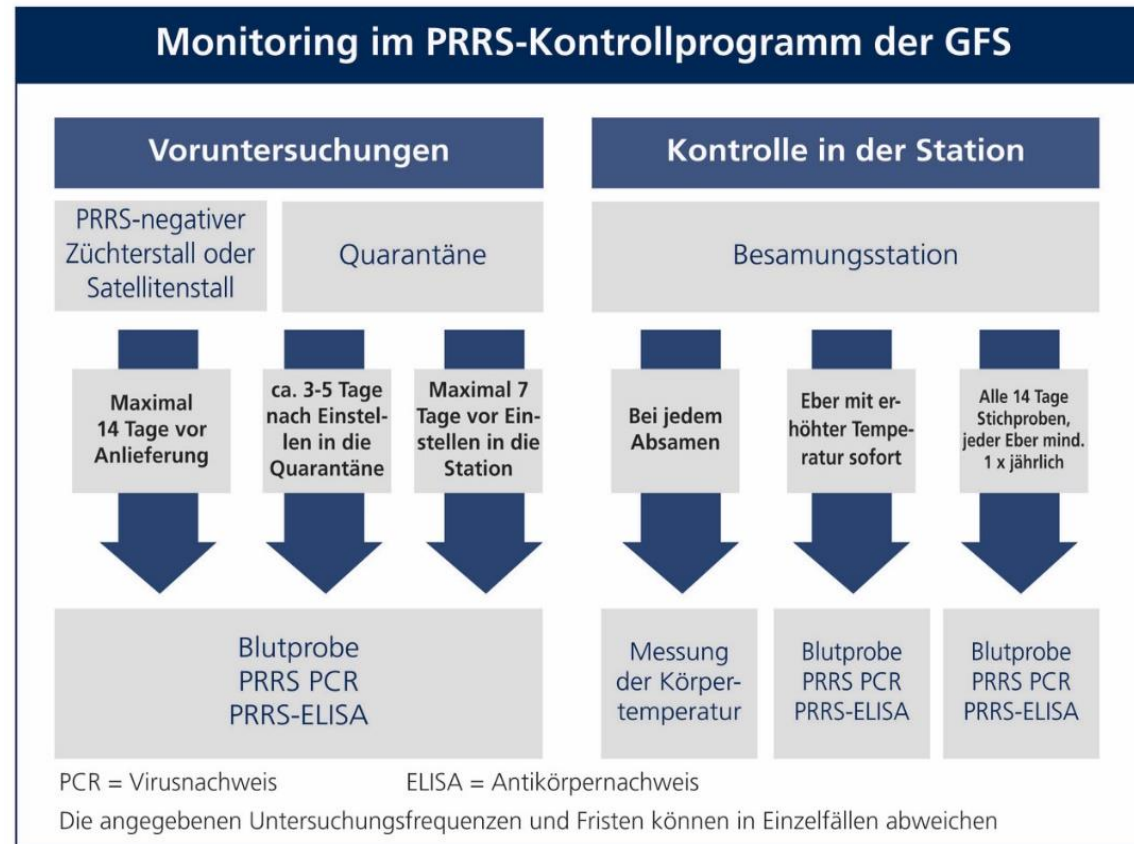 Monitoring im PRRS-Kontrollprogramm der GFS
Voruntersuchungen
PRRS-negativer
Züchterstall oder
Satellitenstall
Quarantäne
Maximal
14 Tage vor
Anlieferung
ca. 3-5 Tage
nach Einstel-
len in die
Quarantäne
Maximal 7
Tage vor Ein-
stellen in die
Station
Blutprobe
PRRS PCR
PRRS-ELISA
Kontrolle in der Station
Besamungsstation
Bei jedem
Absamen
Eber mit er-
höhter Tempe-
ratur sofort
Alle 14 Tage
Stichproben,
jeder Eber mind.
1 x jährlich
Messung
der Körper-
temperatur
Blutprobe
PRRS PCR
PRRS-ELISA
Blutprobe
PRRS PCR
PRRS-ELISA
PCR = Virusnachweis
ELISA = Antikörpernachweis
Die angegebenen Untersuchungsfrequenzen und Fristen können in Einzelfällen abweichen